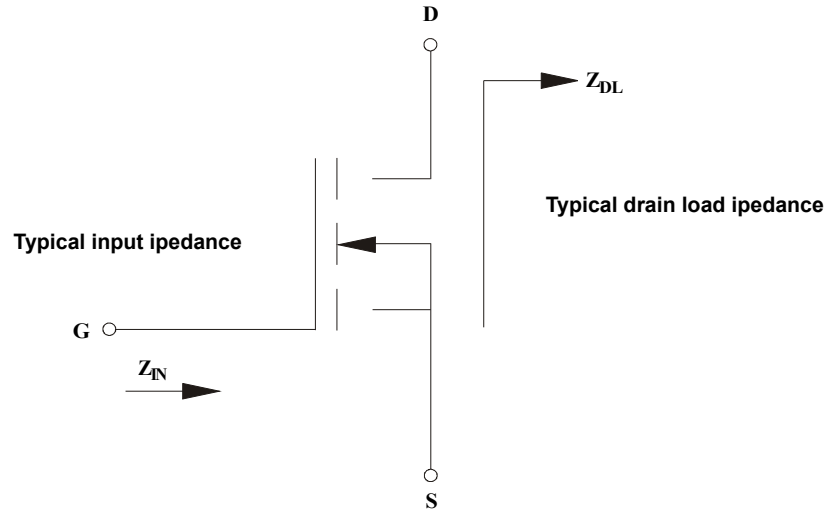 D
Z_DL
Typical drain load ipedance
Typical input ipedance
G
Z_IN
S